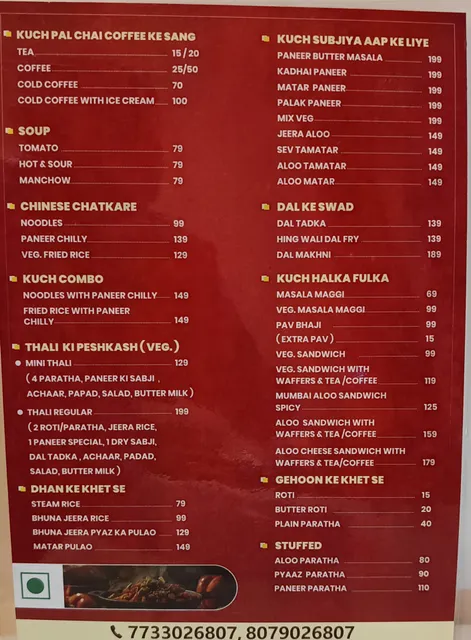 KUCH PAL CHAI COFFEE KE SANG
TEA 15 / 20
COFFEE 25/50
COLD COFFEE 70
COLD COFFEE WITH ICE CREAM 100
SOUP
TOMATO 79
HOT & SOUR 79
MANCHOW 79
CHINESE CHATKARE
NOODLES 99
PANEER CHILLY 139
VEG. FRIED RICE 129
KUCH COMBO
NOODLES WITH PANEER CHILLY 149
FRIED RICE WITH PANEER
CHILLY 149
THALI KI PESHKASH ( VEG. )
MINI THALI 129
( 4 PARATHA, PANEER KI SABJI ,
ACHAAR, PAPAD, SALAD, BUTTER MILK )
THALI REGULAR 199
( 2 ROTI/PARATHA, JEERA RICE,
1 PANEER SPECIAL, 1 DRY SABJI,
DAL TADKA , ACHAAR, PADAD,
SALAD, BUTTER MILK )
DHAN KE KHET SE
STEAM RICE 79
BHUNA JEERA RICE 99
BHUNA JEERA PYAZ KA PULAO 129
MATAR PULAO 149
KUCH SUBJIYA AAP KE LIYE
PANEER BUTTER MASALA 199
KADHAI PANEER 199
MATAR PANEER 199
PALAK PANEER 199
MIX VEG 199
JEERA ALOO 149
SEV TAMATAR 149
ALOO TAMATAR 149
ALOO MATAR 149
DAL KE SWAD
DAL TADKA 139
HING WALI DAL FRY 139
DAL MAKHNI 189
KUCH HALKA FULKA
MASALA MAGGI 69
VEG. MASALA MAGGI 99
PAV BHAJI 99
( EXTRA PAV ) 15
VEG. SANDWICH 99
VEG. SANDWICH WITH
WAFFERS & TEA /COFFEE 119
MUMBAI ALOO SANDWICH
SPICY 125
ALOO SANDWICH WITH
WAFFERS & TEA /COFFEE 159
ALOO CHEESE SANDWICH WITH
WAFFERS & TEA/COFFEE 179
GEHOON KE KHET SE
ROTI 15
BUTTER ROTI 20
PLAIN PARATHA 40
STUFFED
ALOO PARATHA 80
PYAAZ PARATHA 90
PANEER PARATHA 110
7733026807, 8079026807